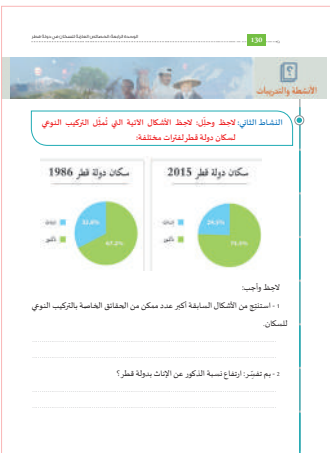 130
الوحدة الرابعة: الخصائص العامة للسكان في دولة قطر
الأنشطة والتدريبات
النشاط الثاني: لاحظ وحلّل: لاحظ الأشكال الآتية التي تُمثّل التركيب النوعي
لسكان دولة قطر لفترات مختلفة:
سكان دولة قطر 2015
سكان دولة قطر 1986
إناث
ذكور
إناث
ذكور
لاحظ وأجب:
1 - استنتج من الأشكال السابقة أكبر عدد ممكن من الحقائق الخاصة بالتركيب النوعي
للسكان.
2 - بم تفسّر: ارتفاع نسبة الذكور عن الإناث بدولة قطر؟